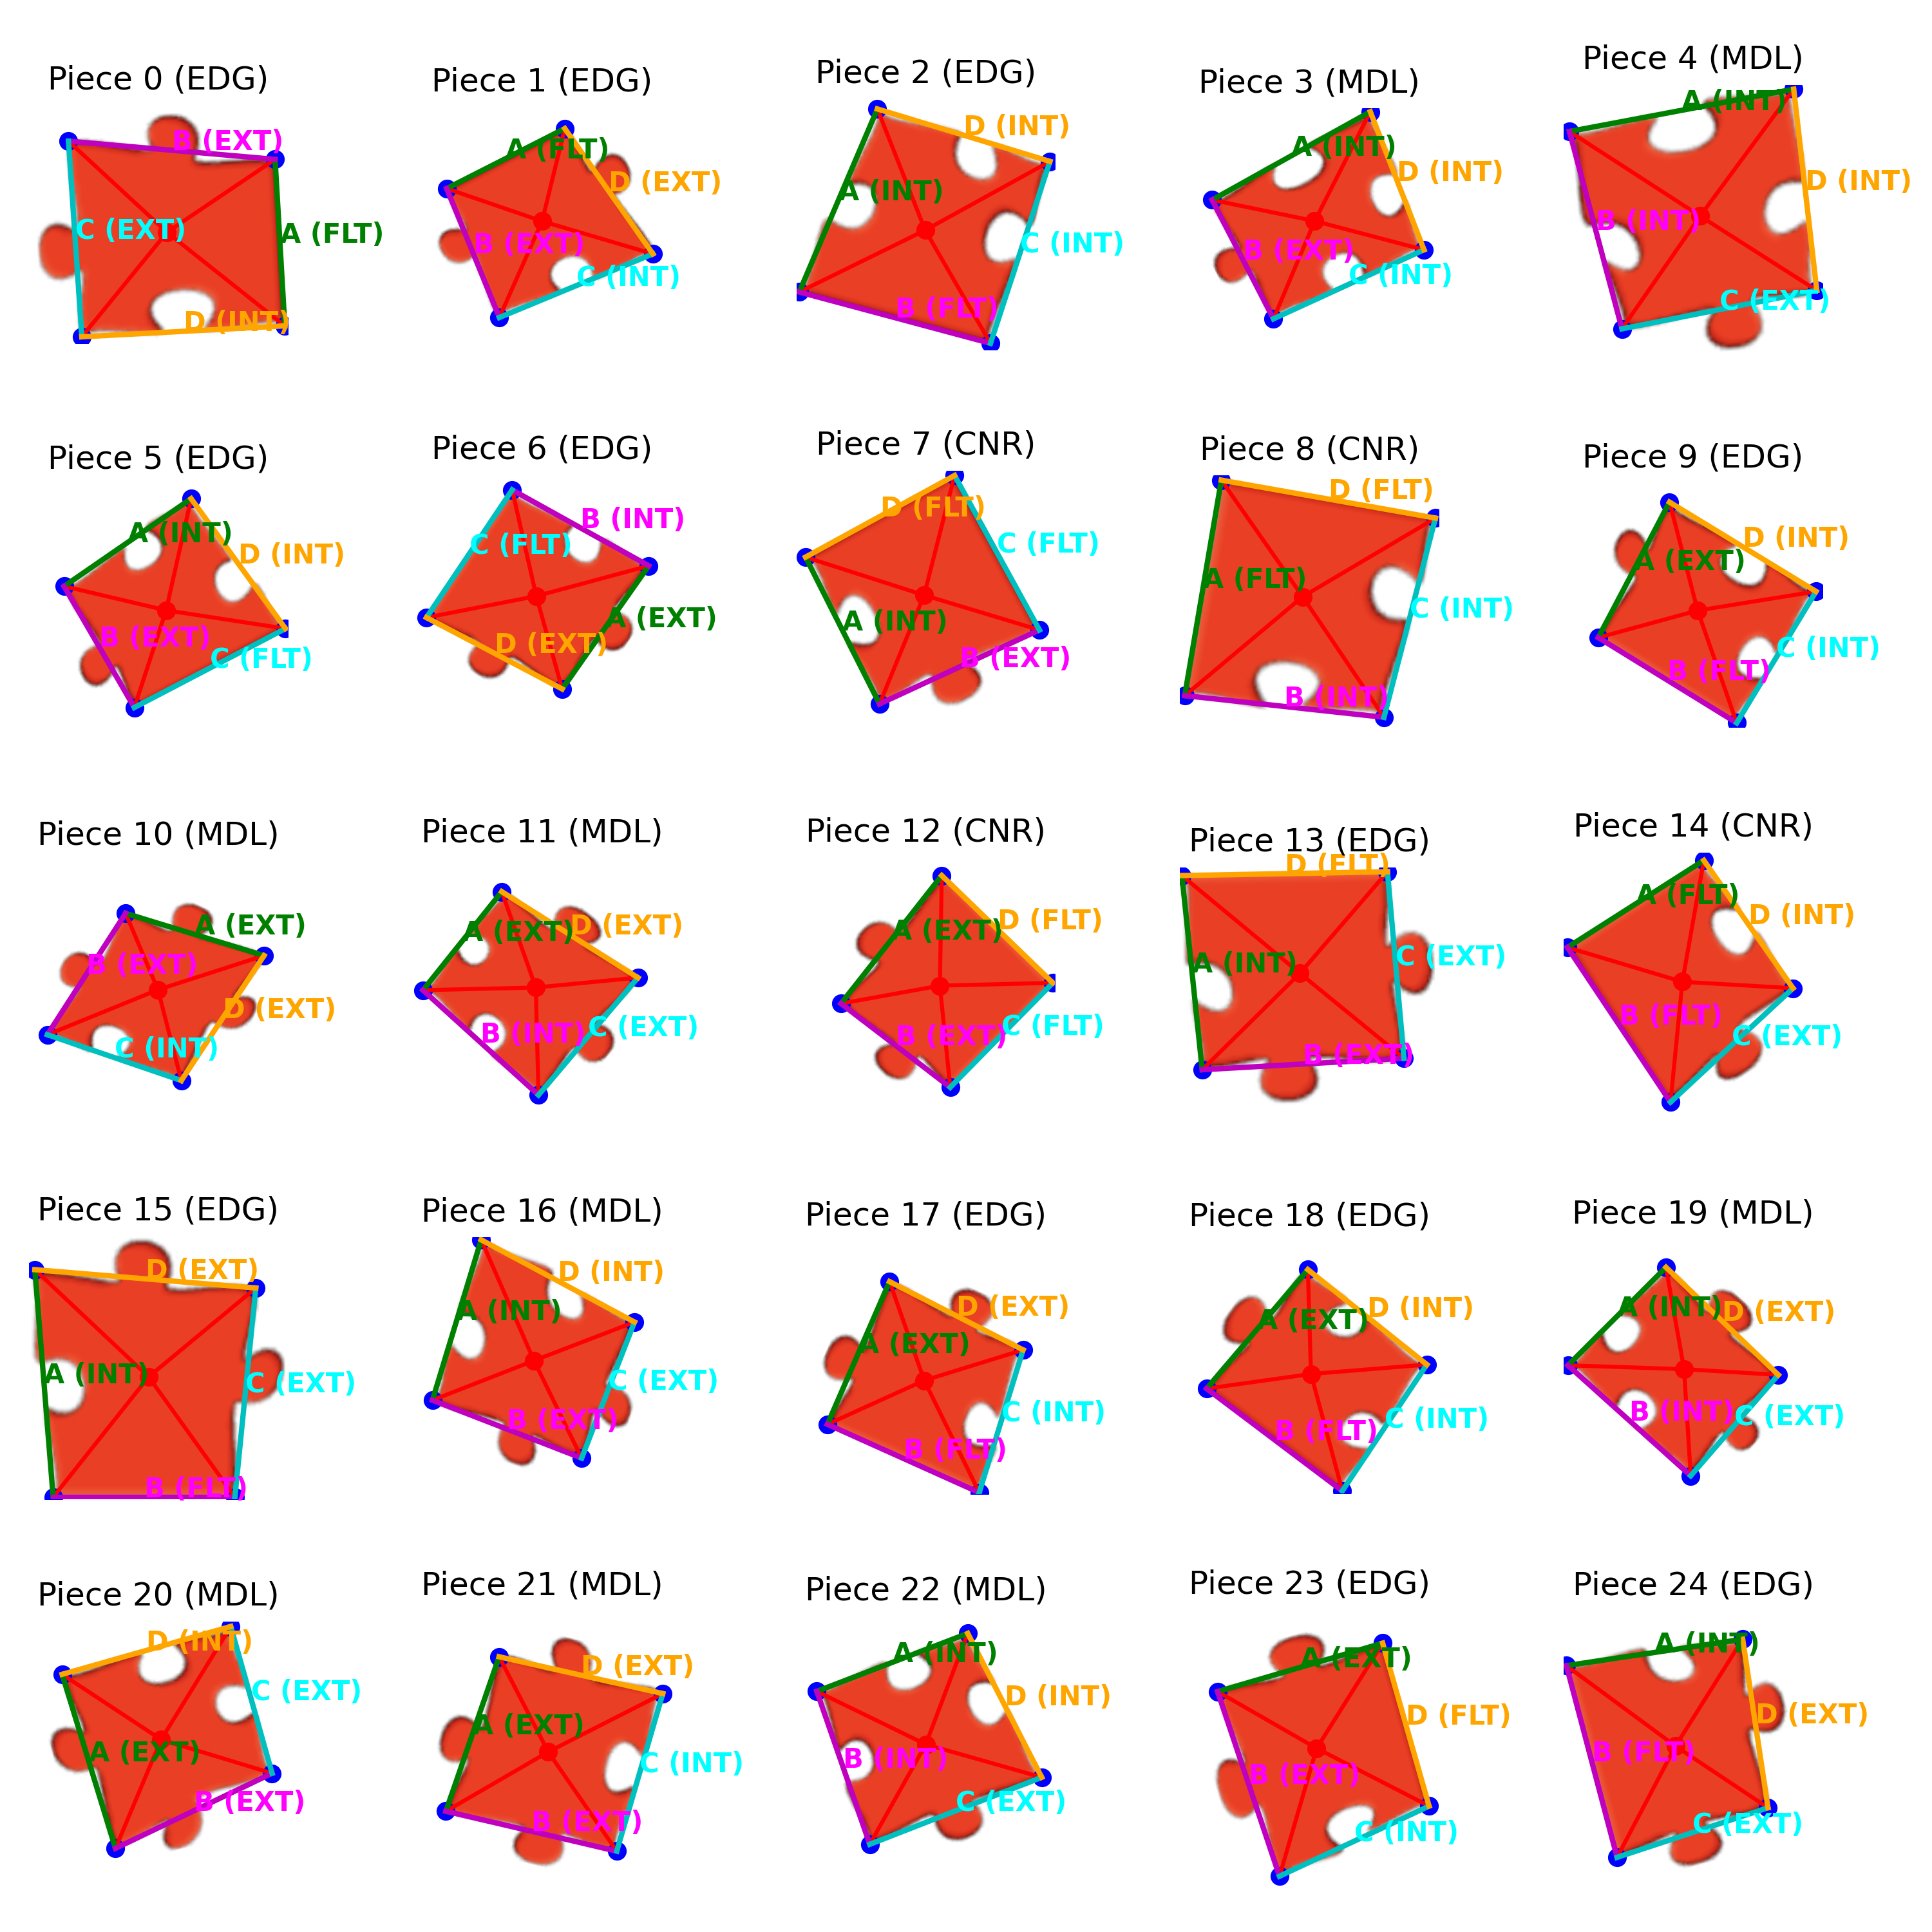 Piece 0 (EDG)
B (EXT)
C (EXT)
A (FLT)
D (INT)
Piece 1 (EDG)
A (FLT)
D (EXT)
B (EXT)
C (INT)
Piece 2 (EDG)
D (INT)
A (INT)
C (INT)
B (FLT)
Piece 3 (MDL)
A (INT)
D (INT)
B (EXT)
C (INT)
Piece 4 (MDL)
A (INT)
D (INT)
B (INT)
C (EXT)
Piece 5 (EDG)
A (INT)
D (INT)
B (EXT)
C (FLT)
Piece 6 (EDG)
B (INT)
C (FLT)
A (EXT)
D (EXT)
Piece 7 (CNR)
D (FLT)
C (FLT)
A (INT)
B (EXT)
Piece 8 (CNR)
D (FLT)
A (FLT)
C (INT)
B (INT)
Piece 9 (EDG)
D (INT)
A (EXT)
C (INT)
B (FLT)
Piece 10 (MDL)
A (EXT)
B (EXT)
D (EXT)
C (INT)
Piece 11 (MDL)
A (EXT)
D (EXT)
B (INT)
C (EXT)
Piece 12 (CNR)
D (FLT)
A (EXT)
C (FLT)
B (EXT)
Piece 13 (EDG)
D (FLT)
A (INT)
C (EXT)
B (EXT)
Piece 14 (CNR)
A (FLT)
D (INT)
B (FLT)
C (EXT)
Piece 15 (EDG)
D (EXT)
A (INT)
C (EXT)
B (FLT)
Piece 16 (MDL)
D (INT)
A (INT)
C (EXT)
B (EXT)
Piece 17 (EDG)
D (EXT)
A (EXT)
C (INT)
B (FLT)
Piece 18 (EDG)
D (INT)
A (EXT)
C (INT)
B (FLT)
Piece 19 (MDL)
A (INT)
D (EXT)
B (INT)
C (EXT)
Piece 20 (MDL)
D (INT)
C (EXT)
A (EXT)
B (EXT)
Piece 21 (MDL)
D (EXT)
A (EXT)
C (INT)
B (EXT)
Piece 22 (MDL)
A (INT)
D (INT)
B (INT)
C (EXT)
Piece 23 (EDG)
A (EXT)
D (FLT)
B (EXT)
C (INT)
Piece 24 (EDG)
A (INT)
D (EXT)
B (FLT)
C (EXT)